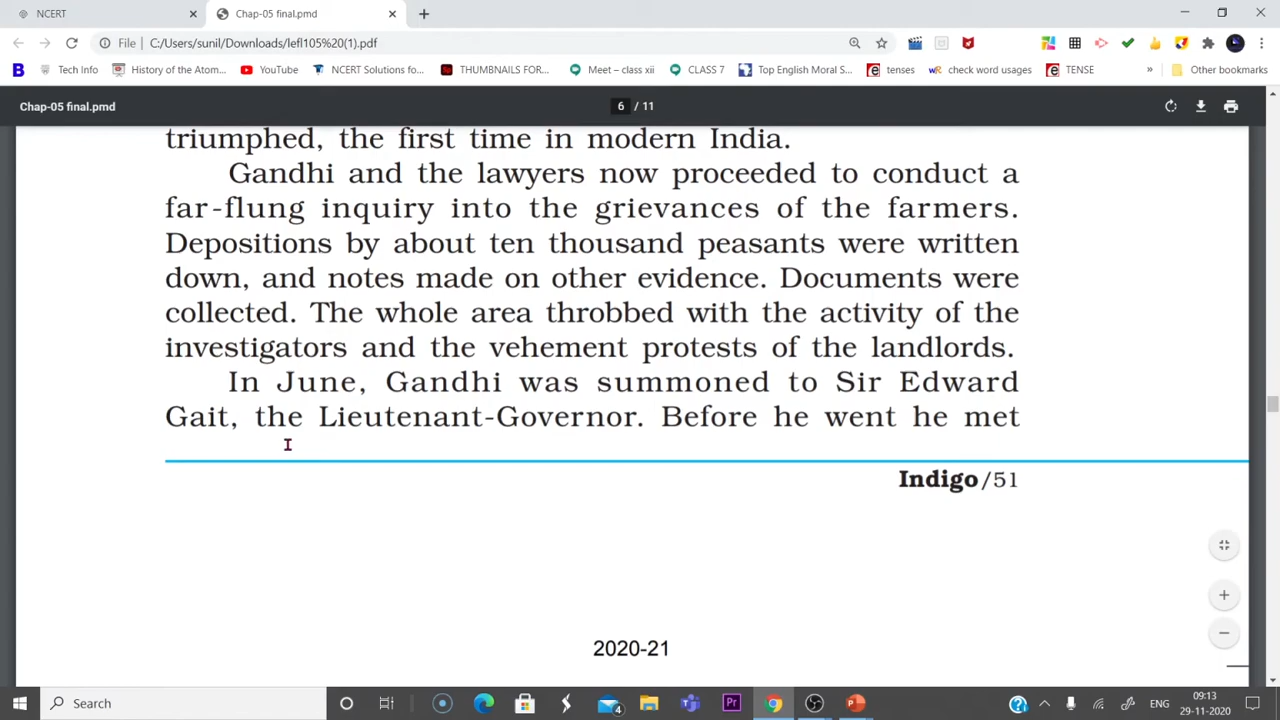 NCERT
Chap-05 final.pmd
File
C:/Users/sunil/Downloads/lefl105%20(1).pdf
Tech Info
History of the Atom...
YouTube
NCERT Solutions fo...
THUMBNAILS FOR...
Meet – class xii
CLASS 7
Top English Moral S...
tenses
check word usages
TENSE
»
Other bookmarks
Chap-05 final.pmd
6 / 11
triumphed, the first time in modern India.
Gandhi and the lawyers now proceeded to conduct a
far-flung inquiry into the grievances of the farmers.
Depositions by about ten thousand peasants were written
down, and notes made on other evidence. Documents were
collected. The whole area throbbed with the activity of the
investigators and the vehement protests of the landlords.
In June, Gandhi was summoned to Sir Edward
Gait, the Lieutenant-Governor. Before he went he met
Indigo/51
2020-21
Search
4
ENG
09:13
29-11-2020